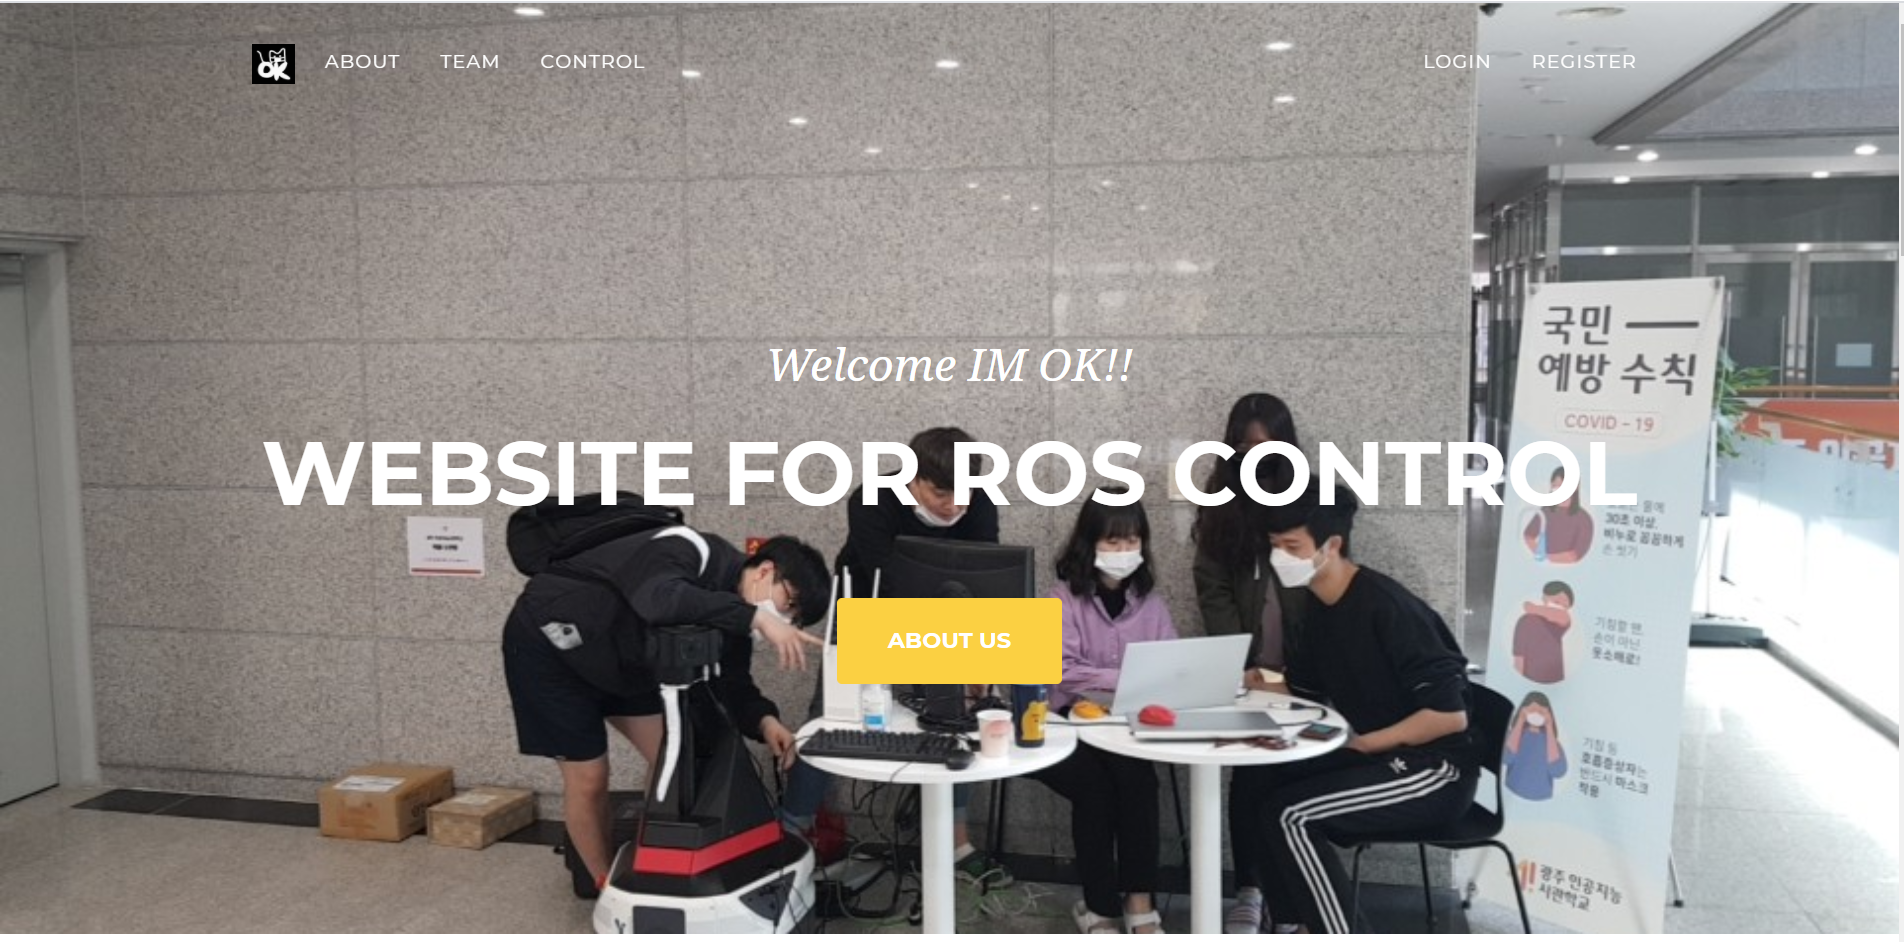 OK
ABOUT
TEAM
CONTROL
LOGIN
REGISTER
Welcome IM OK!!
WEBSITE FOR ROS CONTROL
ABOUT US
국민
예방 수칙
COVID - 19
물에
30초 이상,
비누로 꼼꼼하게
손 씻기
기침할 땐,
손이 아닌
옷소매로!
기침 등
호흡증상자는
반드시 마스크
착용
광주 인공지능
사관학교